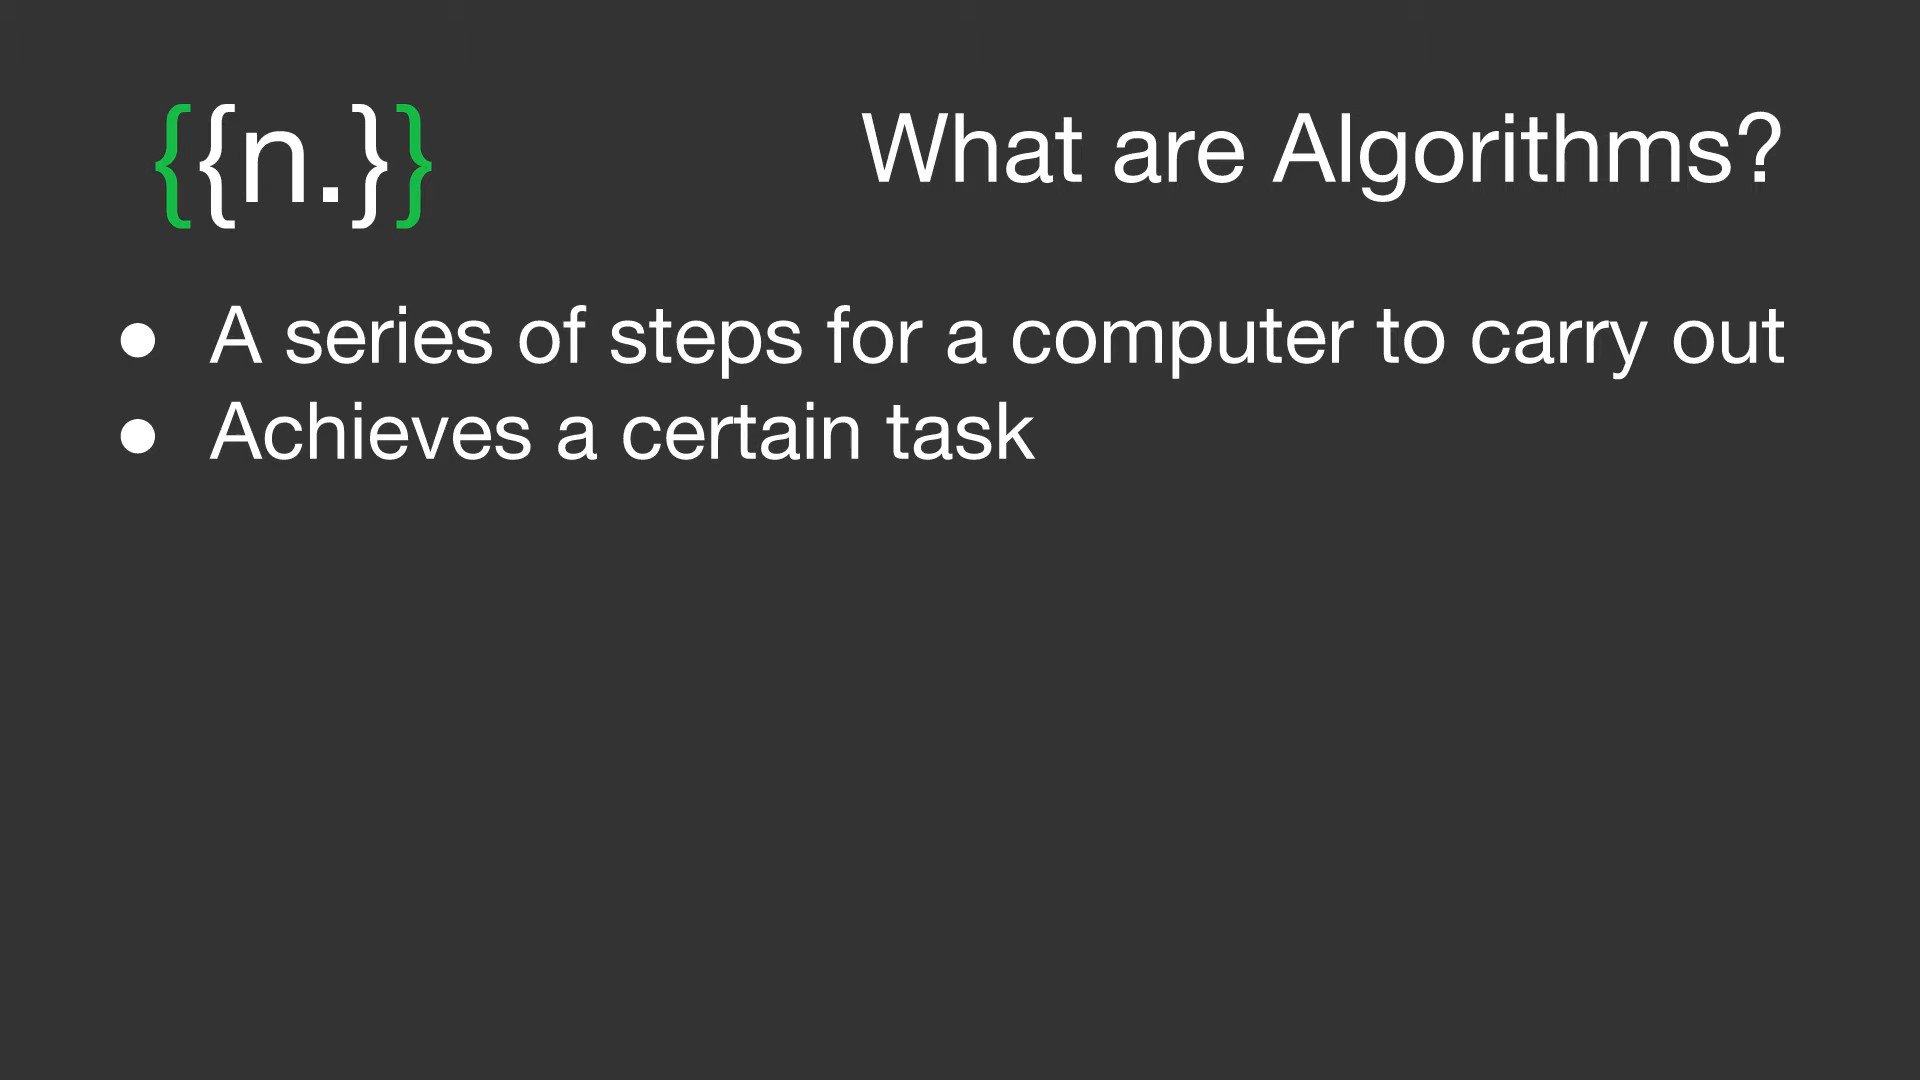 {{n.}}
What are Algorithms?
● A series of steps for a computer to carry out
● Achieves a certain task